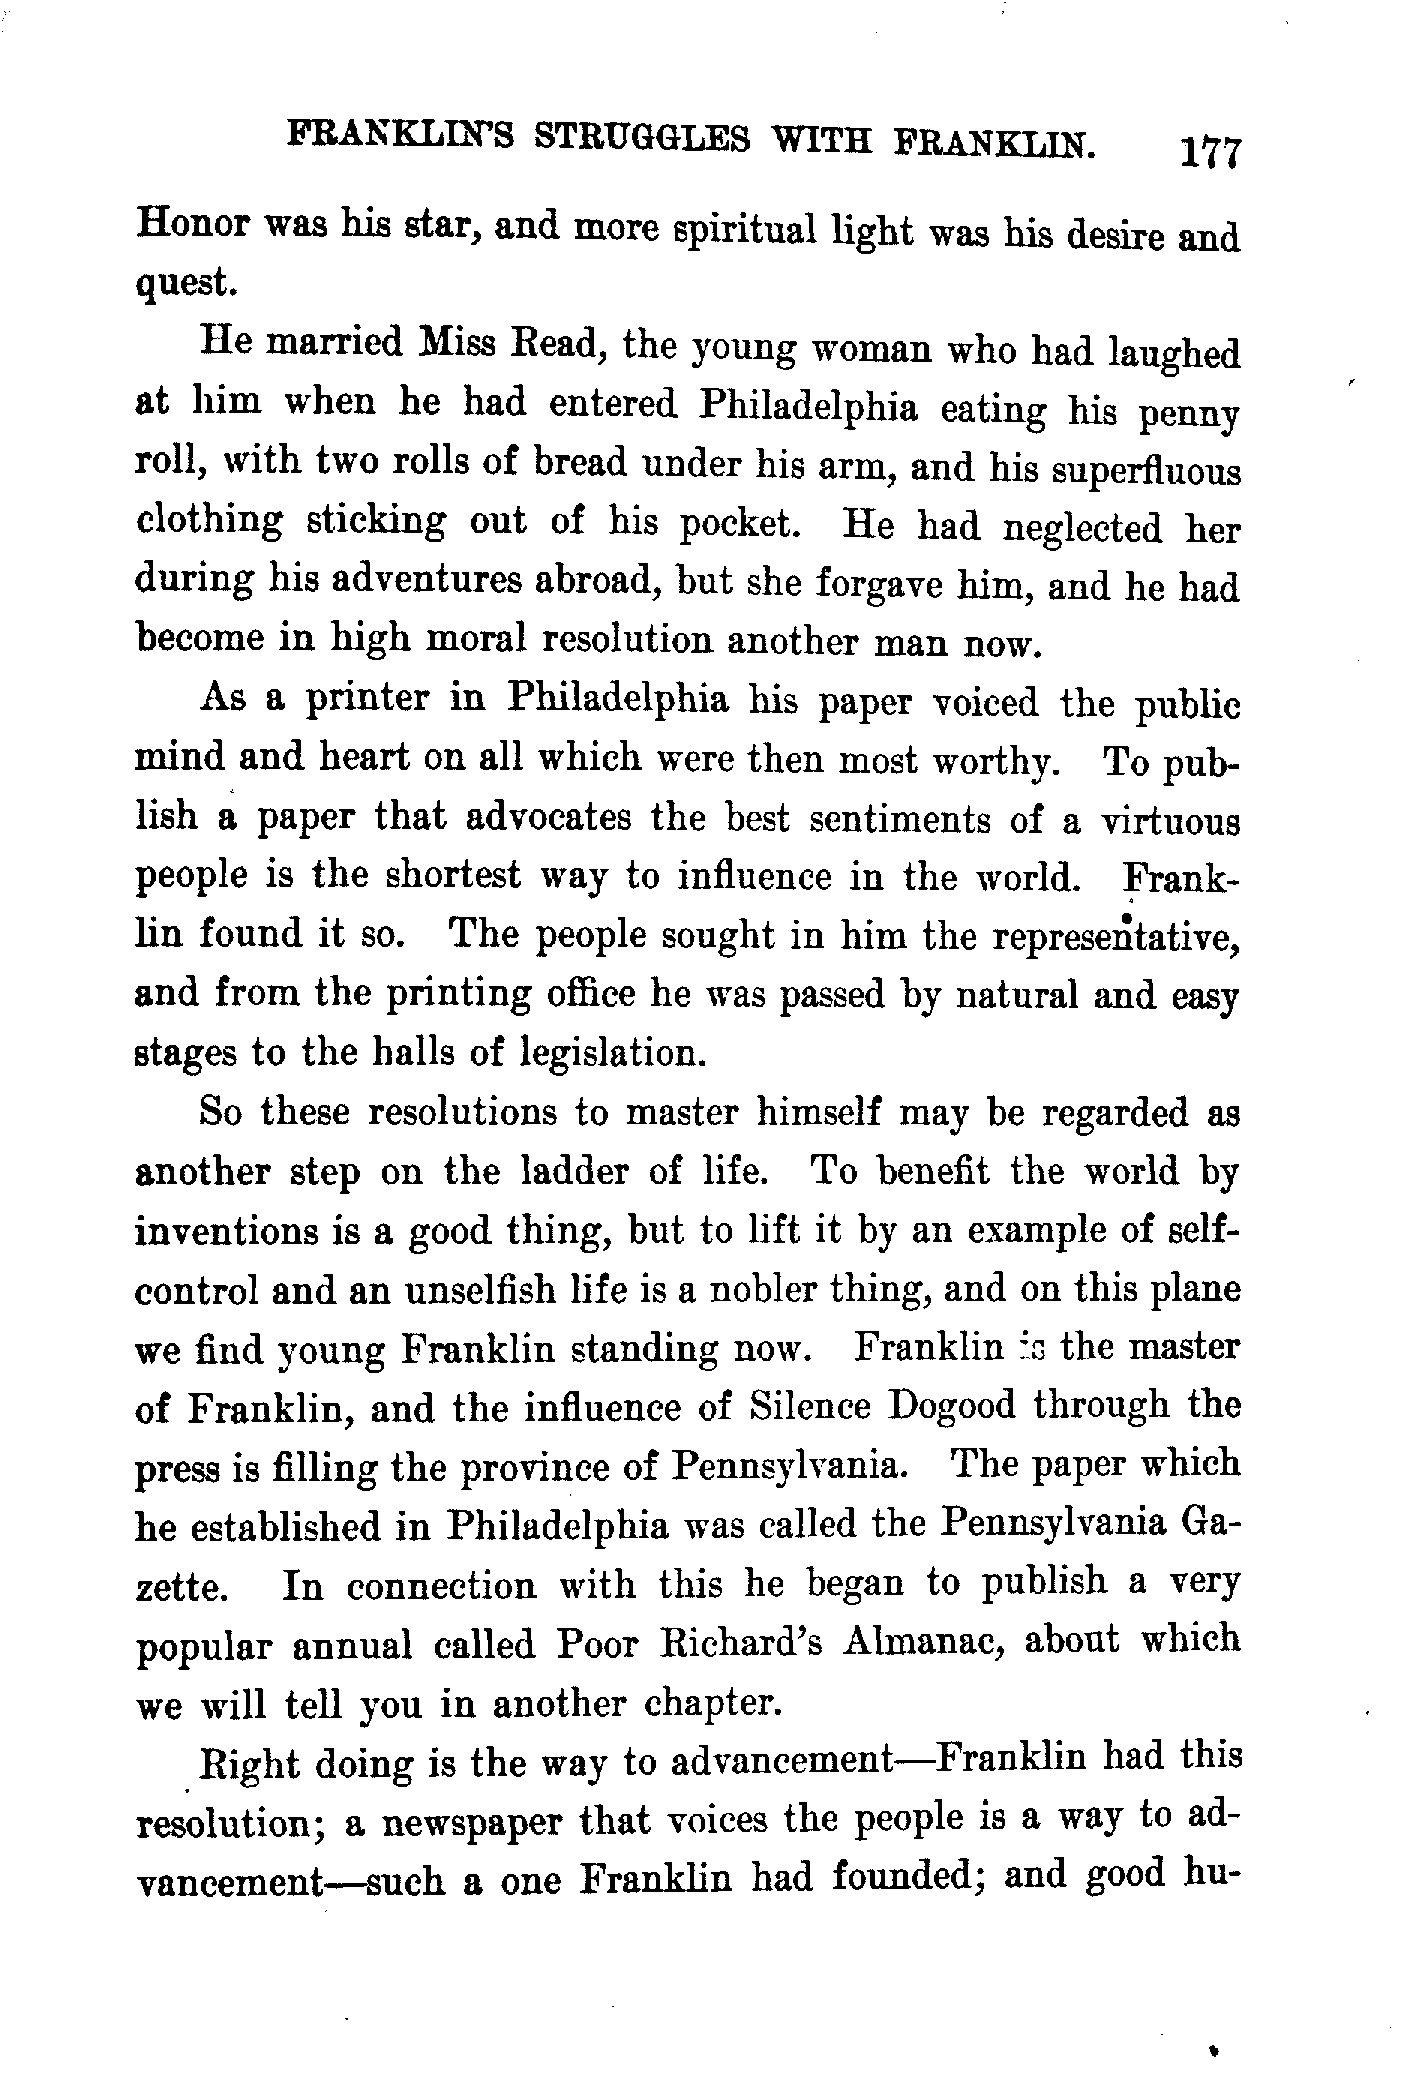 FRANKLIN'S STRUGGLES WITH FRANKLIN. 177
Honor was his star, and more spiritual light was his desire and
quest.
He married Miss Read, the young woman who had laughed
at him when he had entered Philadelphia eating his penny
roll, with two rolls of bread under his arm, and his superfluous
clothing sticking out of his pocket. He had neglected her
during his adventures abroad, but she forgave him, and he had
become in high moral resolution another man now.
As a printer in Philadelphia his paper voiced the public
mind and heart on all which were then most worthy. To pub-
lish a paper that advocates the best sentiments of a virtuous
people is the shortest way to influence in the world. Frank-
lin found it so. The people sought in him the representative,
and from the printing office he was passed by natural and easy
stages to the halls of legislation.
So these resolutions to master himself may be regarded as
another step on the ladder of life. To benefit the world by
inventions is a good thing, but to lift it by an example of self-
control and an unselfish life is a nobler thing, and on this plane
we find young Franklin standing now. Franklin is the master
of Franklin, and the influence of Silence Dogood through the
press is filling the province of Pennsylvania. The paper which
he established in Philadelphia was called the Pennsylvania Ga-
zette. In connection with this he began to publish a very
popular annual called Poor Richard's Almanac, about which
we will tell you in another chapter.
Right doing is the way to advancement—Franklin had this
resolution; a newspaper that voices the people is a way to ad-
vancement—such a one Franklin had founded; and good hu-